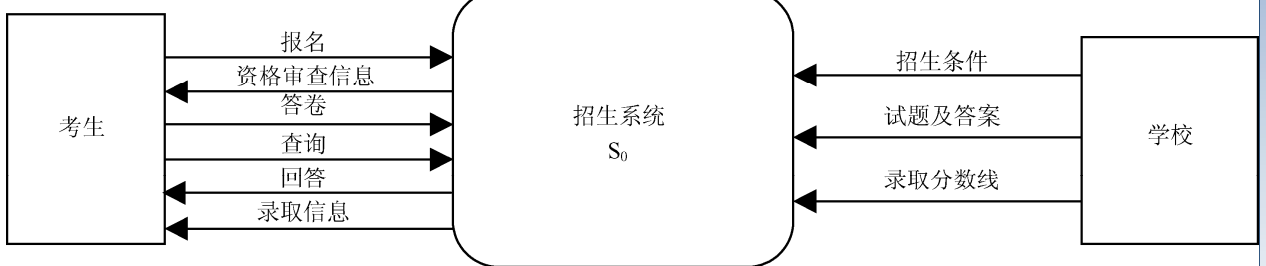 考生
报名
资格审查信息
答卷
查询
回答
录取信息
招生系统
S₀
招生条件
试题及答案
录取分数线
学校